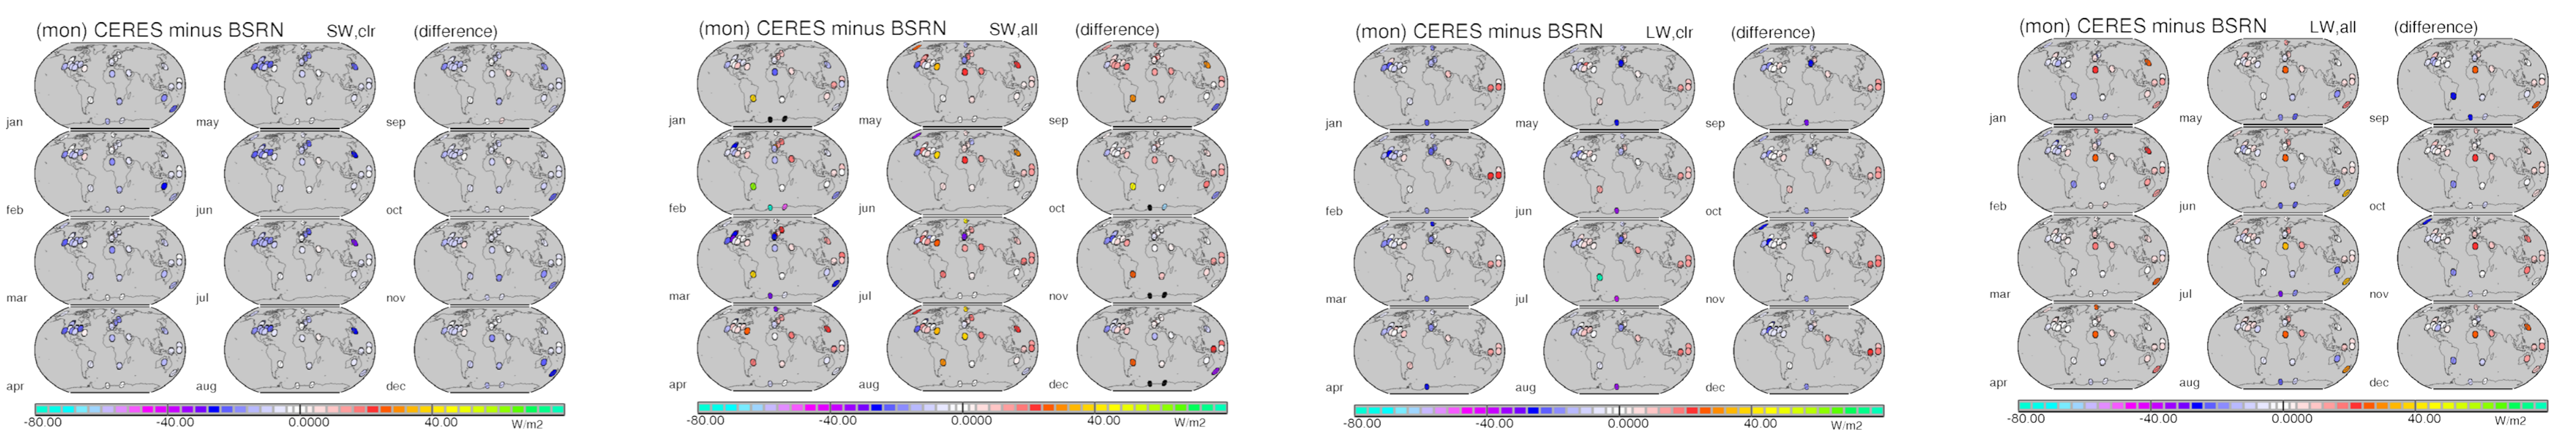 (mon) CERES minus BSRN SW,clr (difference)
jan may sep
feb jun oct
mar jul nov
apr aug dec
-80.00 -40.00 0.0000 40.00 W/m2
(mon) CERES minus BSRN SW,all (difference)
jan may sep
feb jun oct
mar jul nov
apr aug dec
-80.00 -40.00 0.0000 40.00 W/m2
(mon) CERES minus BSRN LW,clr (difference)
jan may sep
feb jun oct
mar jul nov
apr aug dec
-80.00 -40.00 0.0000 40.00 W/m2
(mon) CERES minus BSRN LW,all (difference)
jan may sep
feb jun oct
mar jul nov
apr aug dec
-80.00 -40.00 0.0000 40.00 W/m2